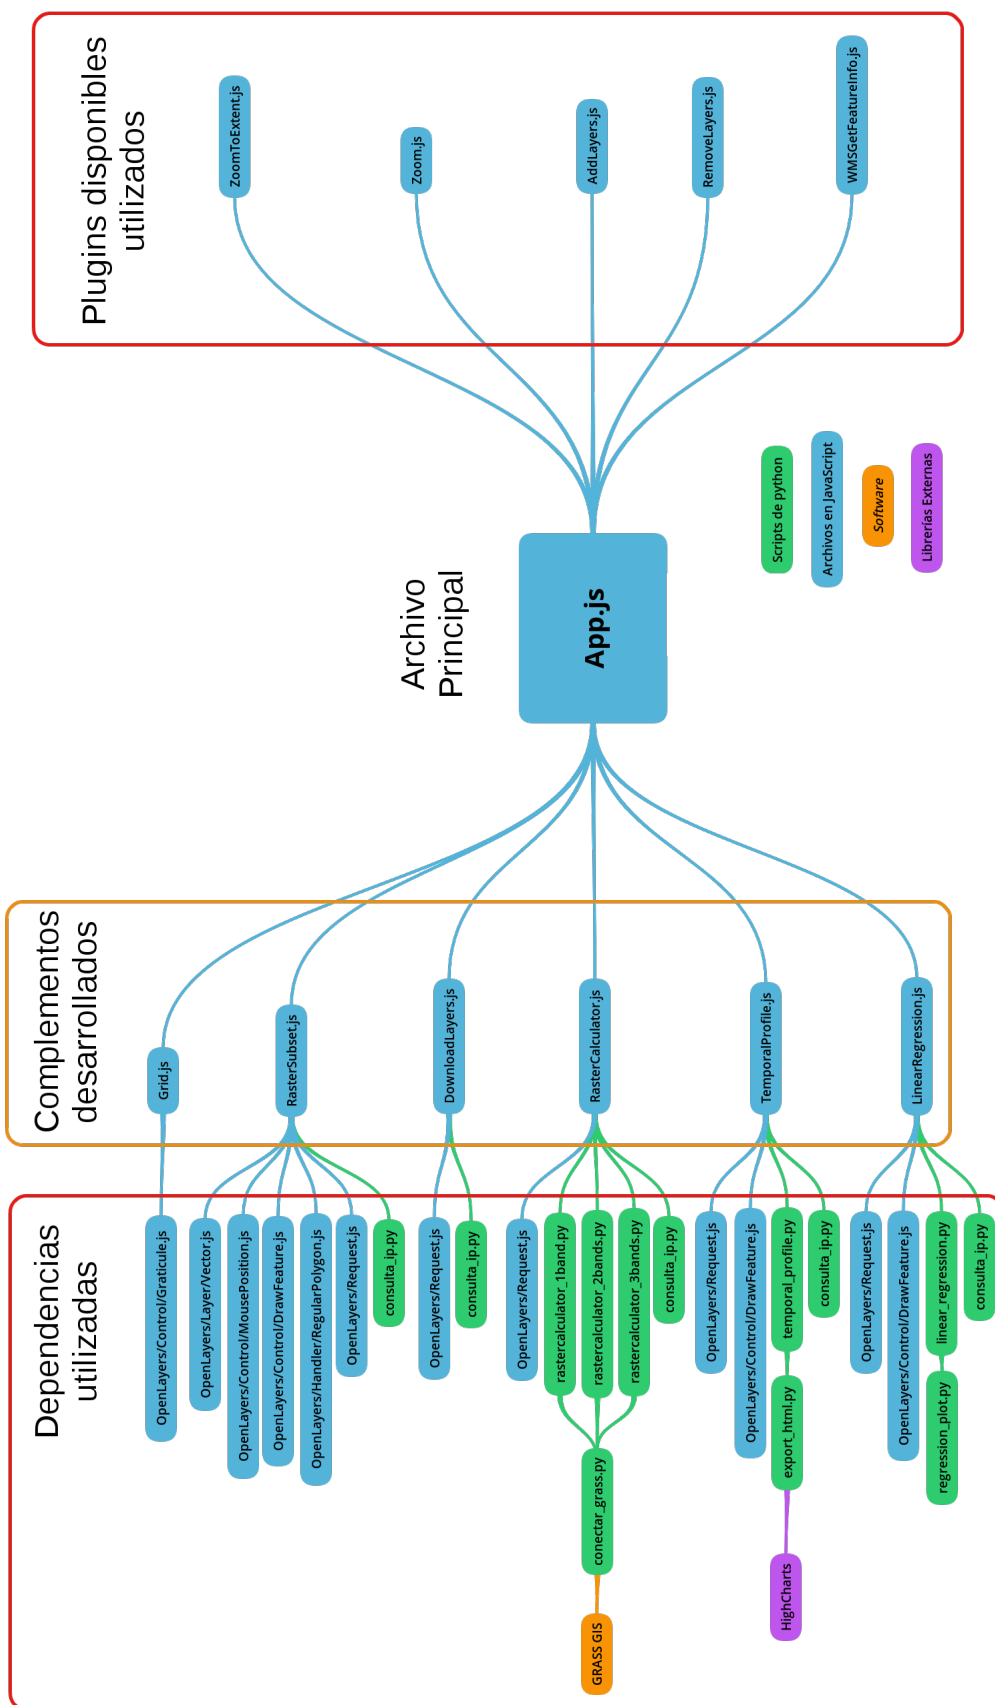 Plugins disponibles
utilizados
ZoomToExtent.js
Zoom.js
AddLayers.js
RemoveLayers.js
WMSGetFeatureInfo.js
Archivo
Principal
App.js
Scripts de python
Archivos en JavaScript
Software
Librerías Externas
Complementos
desarrollados
Grid.js
RasterSubset.js
DownloadLayers.js
RasterCalculator.js
TemporalProfile.js
LinearRegression.js
Dependencias
utilizadas
OpenLayers/Control/Graticule.js
OpenLayers/Layer/Vector.js
OpenLayers/Control/MousePosition.js
OpenLayers/Control/DrawFeature.js
OpenLayers/Handler/RegularPolygon.js
OpenLayers/Request.js
consulta_ip.py
OpenLayers/Request.js
consulta_ip.py
OpenLayers/Request.js
rastercalculator_1band.py
rastercalculator_2bands.py
rastercalculator_3bands.py
consulta_ip.py
conectar_grass.py
GRASS GIS
OpenLayers/Request.js
OpenLayers/Control/DrawFeature.js
temporal_profile.py
consulta_ip.py
export_html.py
HighCharts
OpenLayers/Request.js
OpenLayers/Control/DrawFeature.js
linear_regression.py
consulta_ip.py
regression_plot.py